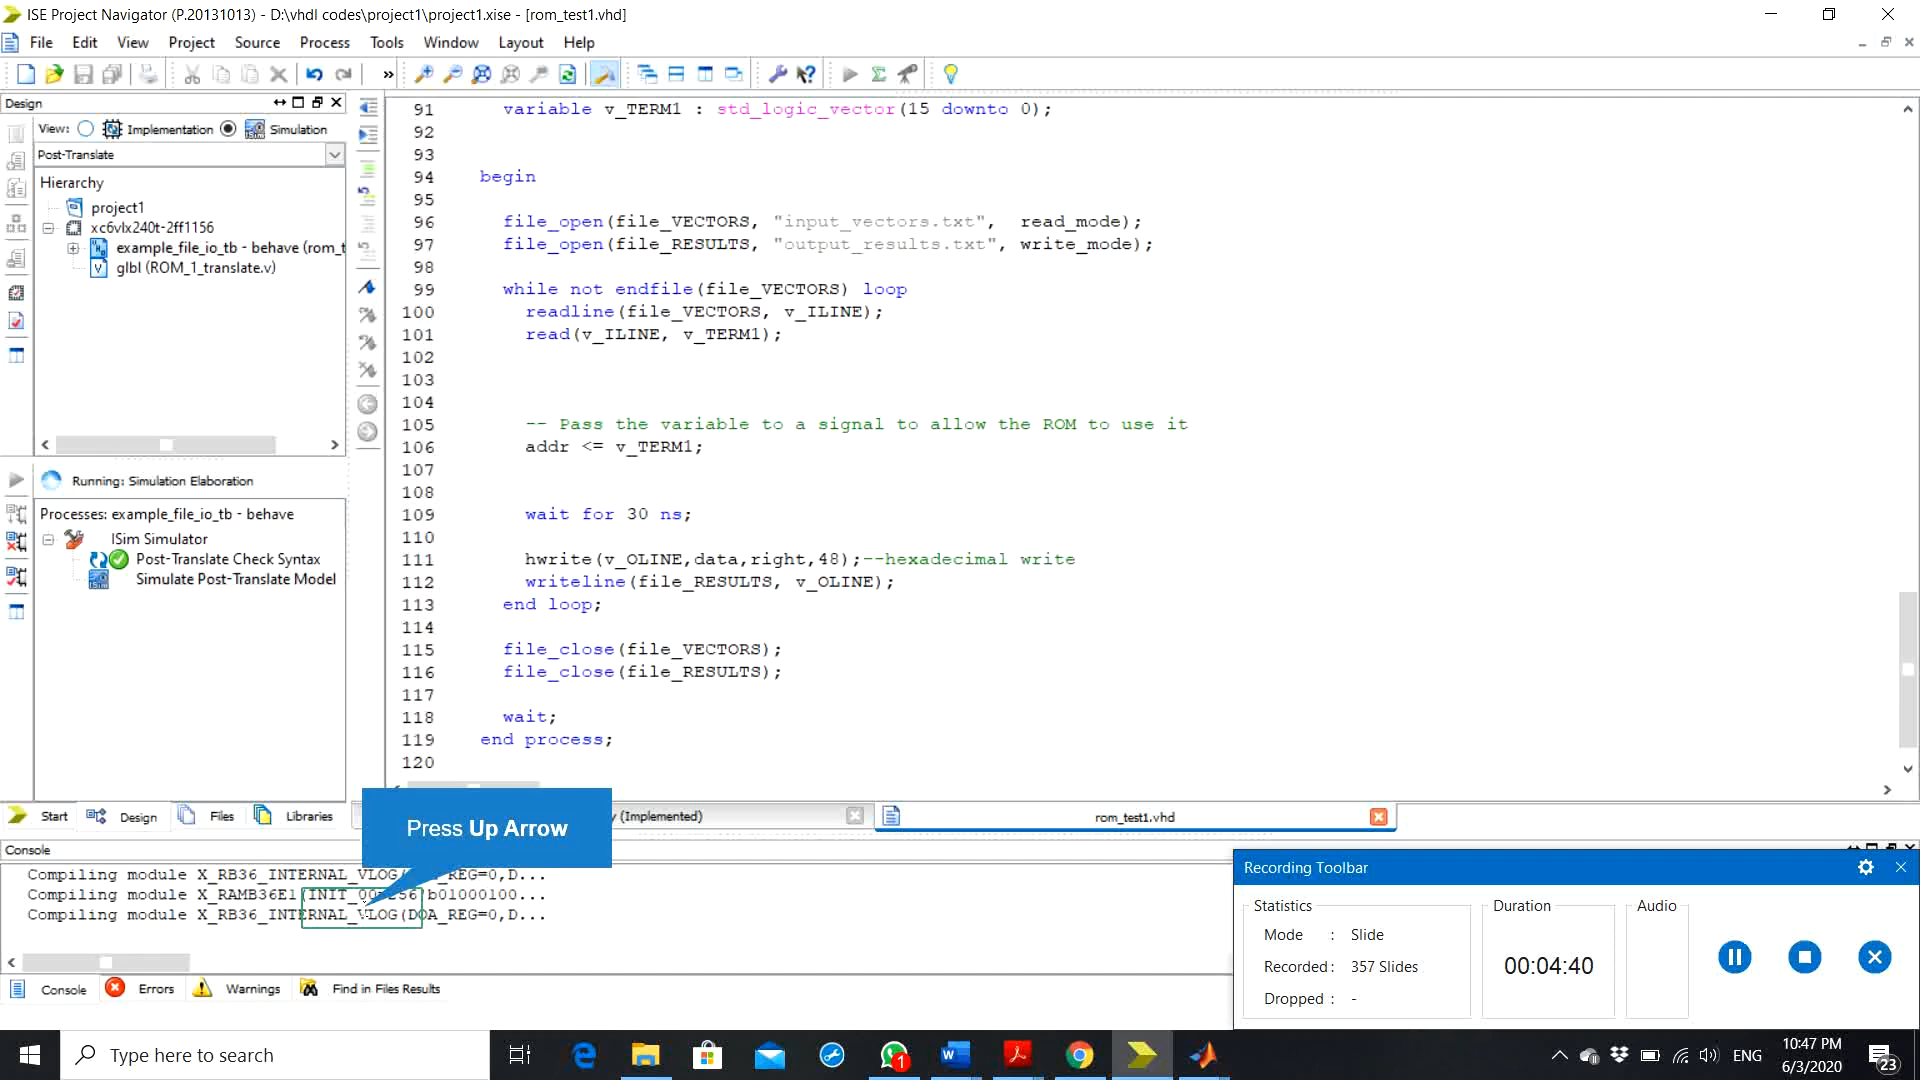 ISE Project Navigator (P.20131013) - D:\vhdl codes\project1\project1.xise - [rom_test1.vhd]
File Edit View Project Source Process Tools Window Layout Help
Design
View: Implementation Simulation
Post-Translate
Hierarchy
project1
xc6vlx240t-2ff1156
example_file_io_tb - behave (rom_t
glbl (ROM_1_translate.v)
Running: Simulation Elaboration
Processes: example_file_io_tb - behave
ISim Simulator
Post-Translate Check Syntax
Simulate Post-Translate Model
Start Design Files Libraries
91 variable v_TERM1 : std_logic_vector(15 downto 0);
92
93
94 begin
95
96 file_open(file_VECTORS, "input_vectors.txt", read_mode);
97 file_open(file_RESULTS, "output_results.txt", write_mode);
98
99 while not endfile(file_VECTORS) loop
100 readline(file_VECTORS, v_ILINE);
101 read(v_ILINE, v_TERM1);
102
103
104
105 -- Pass the variable to a signal to allow the ROM to use it
106 addr <= v_TERM1;
107
108
109 wait for 30 ns;
110
111 hwrite(v_OLINE,data,right,48);--hexadecimal write
112 writeline(file_RESULTS, v_OLINE);
113 end loop;
114
115 file_close(file_VECTORS);
116 file_close(file_RESULTS);
117
118 wait;
119 end process;
120
(Implemented)
rom_test1.vhd
Press Up Arrow
Console
Compiling module X_RB36_INTERNAL_VLOG( _REG=0,D...
Compiling module X_RAMB36E1(INIT_00= b01000100...
Compiling module X_RB36_INTERNAL_VLOG(DOA_REG=0,D...
Console Errors Warnings Find in Files Results
Recording Toolbar
Statistics
Mode : Slide
Recorded : 357 Slides
Dropped : -
Duration
00:04:40
Audio
Type here to search
1
ENG
10:47 PM
6/3/2020
23